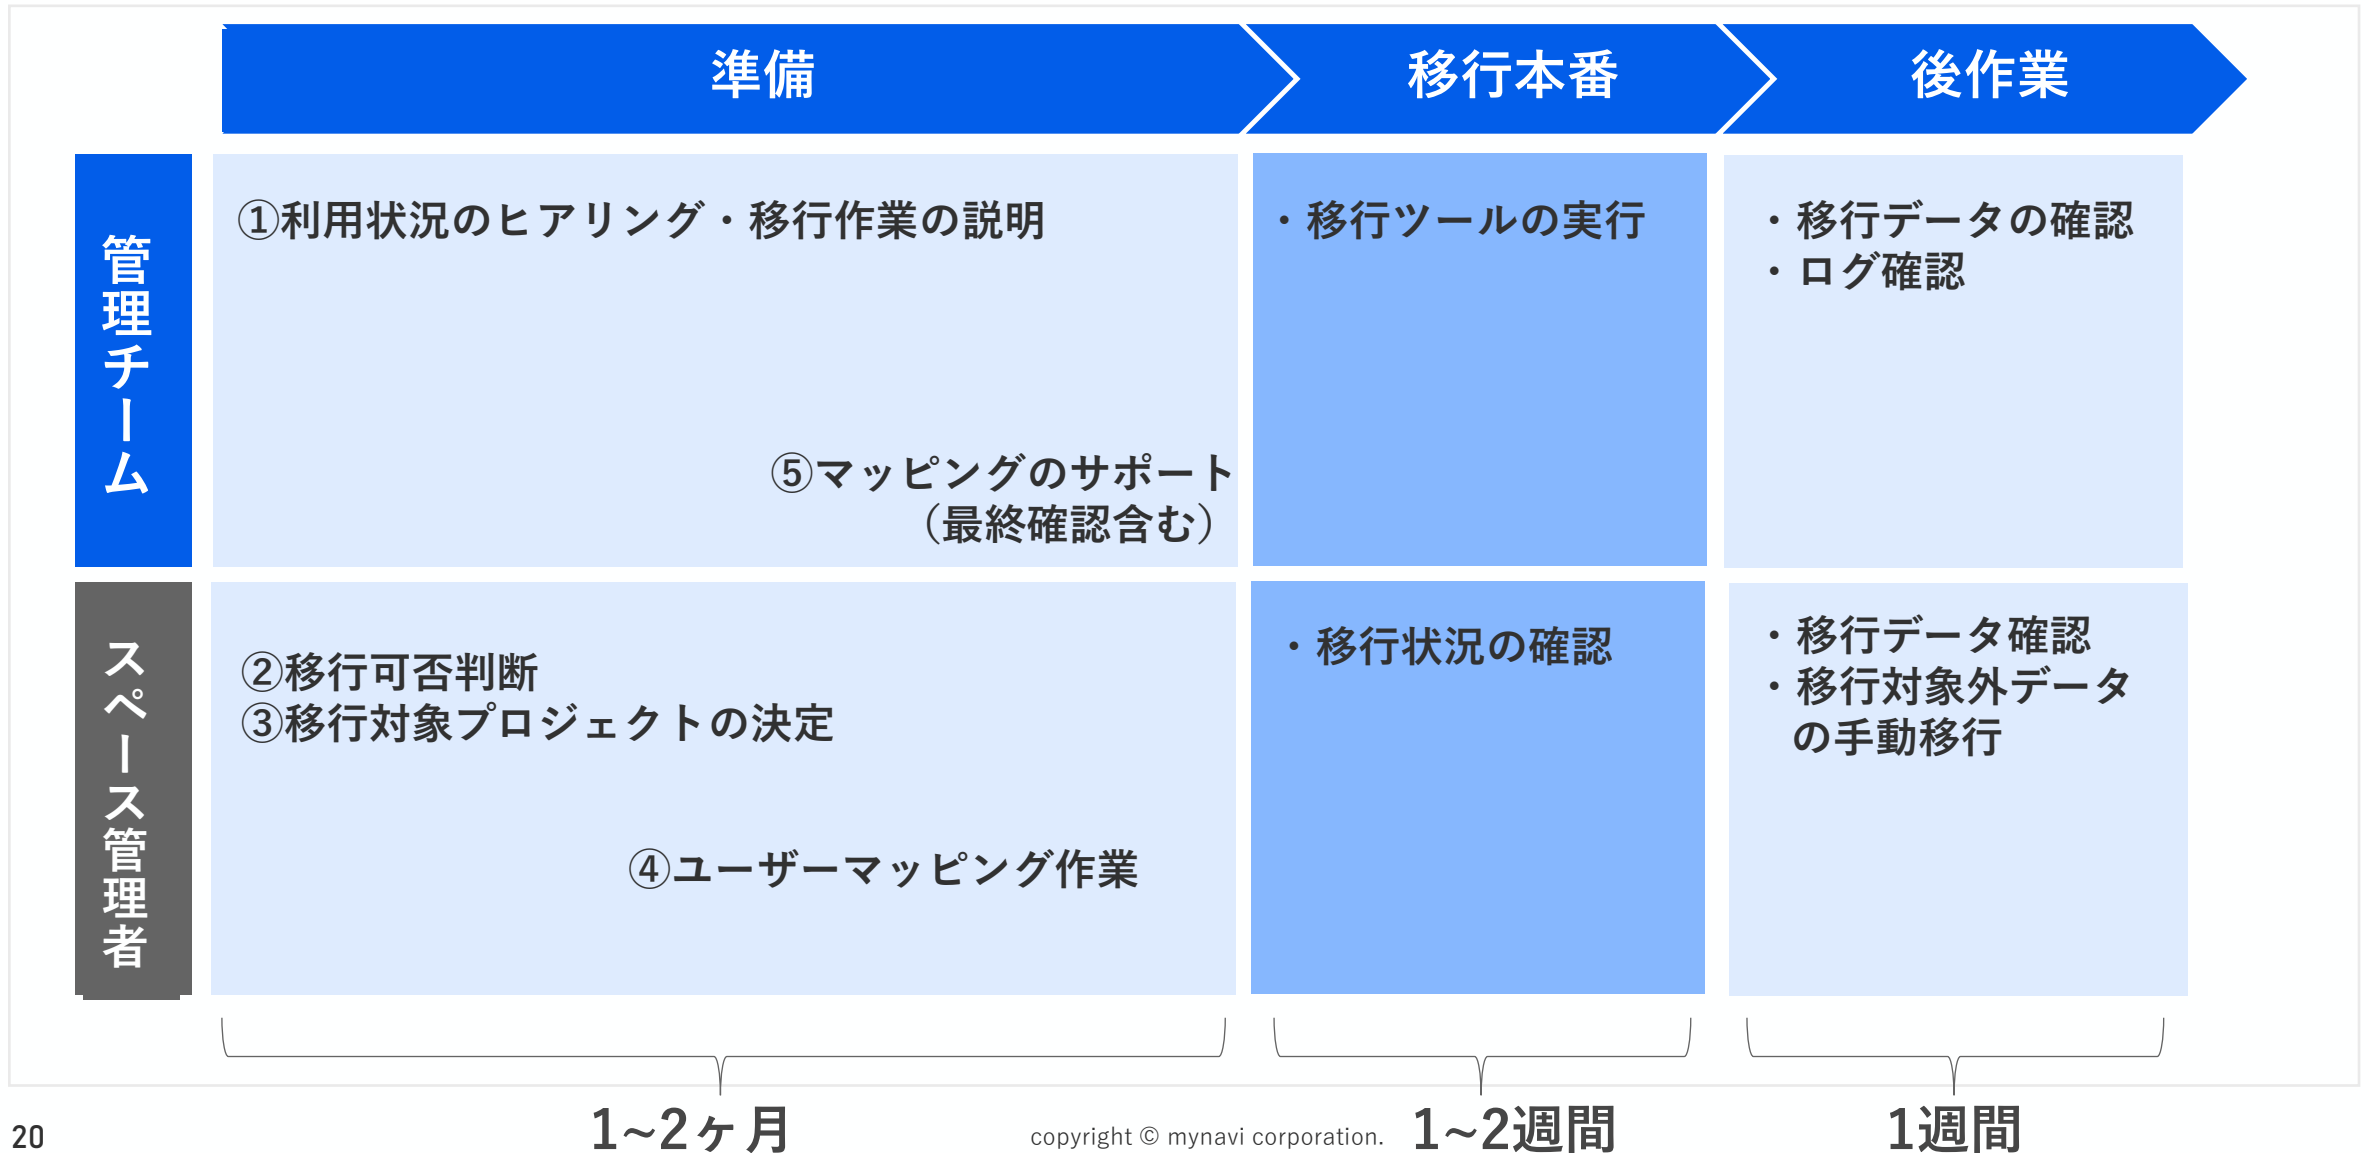 準備
移行本番
後作業
管理チーム
①利用状況のヒアリング・移行作業の説明
⑤マッピングのサポート
（最終確認含む）
・移行ツールの実行
・移行データの確認
・ログ確認
スペース管理者
②移行可否判断
③移行対象プロジェクトの決定
④ユーザーマッピング作業
・移行状況の確認
・移行データ確認
・移行対象外データ
の手動移行
1~2ヶ月
1~2週間
1週間
20
copyright © mynavi corporation.